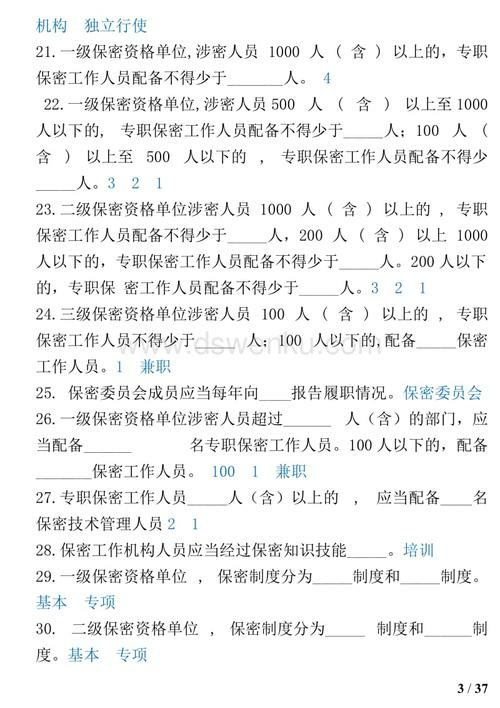 机构 独立行使
21.一级保密资格单位,涉密人员 1000 人 ( 含 ) 以上的, 专职
保密工作人员配备不得少于_______人。 4
22.一级保密资格单位,涉密人员500 人 ( 含 ) 以上至1000
人以下的, 专职保密工作人员配备不得少于_____人; 100 人 (
含 ) 以上至 500 人以下的 , 专职保密工作人员配备不得少
_____人。3 2 1
23.二级保密资格单位涉密人员 1000 人 ( 含 ) 以上的 , 专职
保密工作人员配备不得少于_____人, 200 人 ( 含 ) 以上 1000
人以下的, 专职保密工作人员配备不得少于_____人。200人以下
的, 专职保 密工作人员配备不得少于_____人。3 2 1
24.三级保密资格单位涉密人员 100 人 ( 含 ) 以上的 , 专职
保密工作人员不得少于_____人; 100 人以下的,配备_____保密
工作人员。1 兼职
www.dswenku.com
25. 保密委员会成员应当每年向____报告履职情况。保密委员会
26.一级保密资格单位涉密人员超过______ 人（含）的部门, 应
当配备______ 名专职保密工作人员。100人以下的, 配备
_______保密工作人员。 100 1 兼职
27.专职保密工作人员_____人（含）以上的 , 应当配备____名
保密技术管理人员2 1
28.保密工作机构人员应当经过保密知识技能_____。培训
29.一级保密资格单位 , 保密制度分为_____制度和_____制度。
基本 专项
30. 二级保密资格单位 , 保密制度分为_____ 制度和______制
度。基本 专项
3 / 37